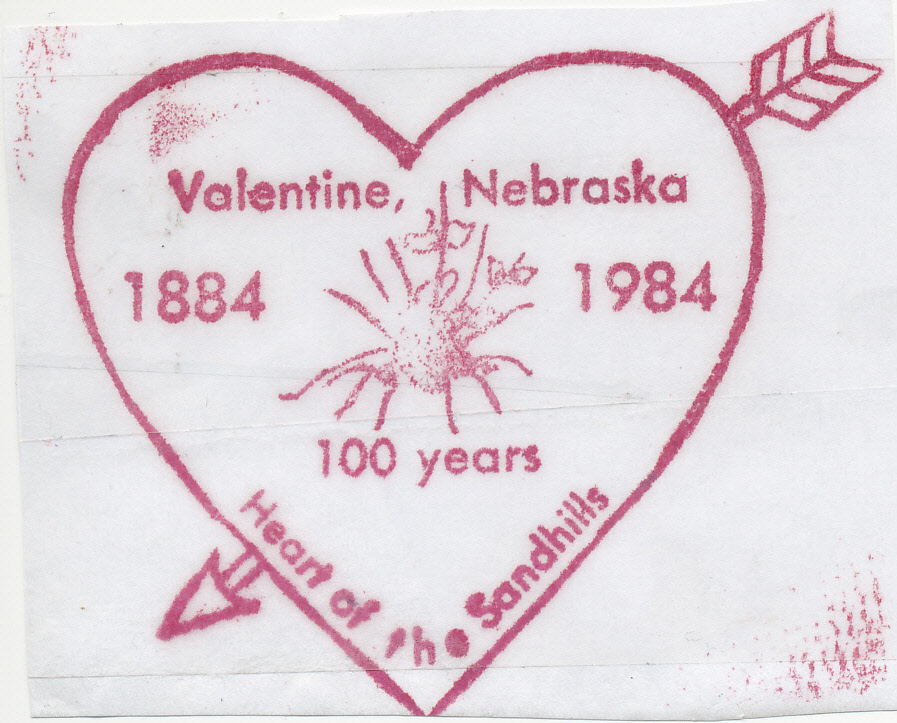 Valentine, Nebraska
1884 1984
100 years
Heart of the Sandhills